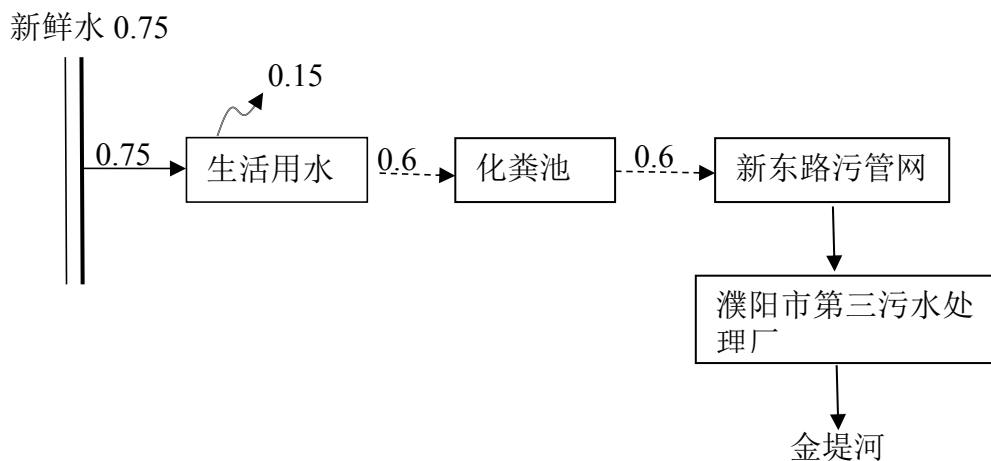 新鲜水 0.75
0.15
0.75
生活用水
0.6
化粪池
0.6
新东路污管网
濮阳市第三污水处
理厂
金堤河